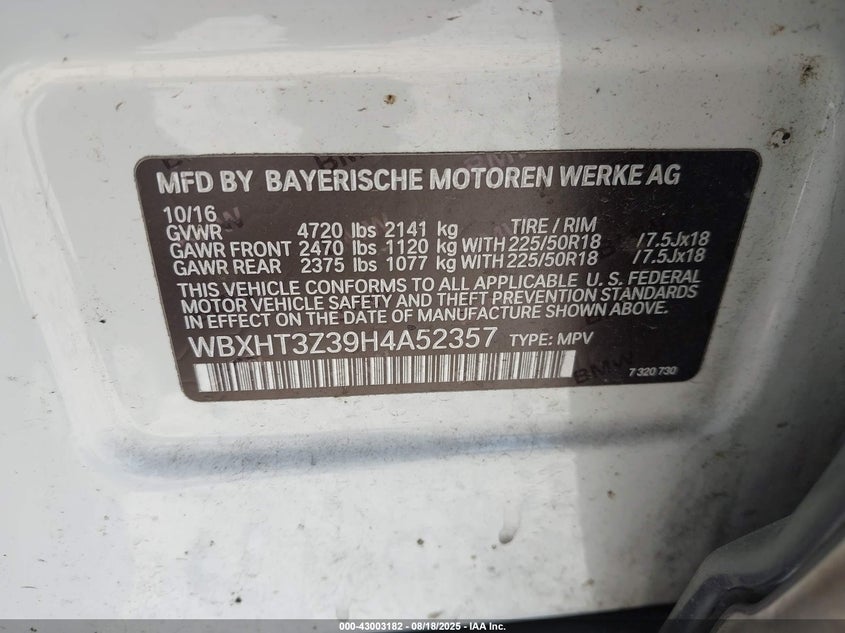 MFD BY BAYERISCHE MOTOREN WERKE AG
10/16
GVWR 4720 lbs 2141 kg TIRE / RIM
GAWR FRONT 2470 lbs 1120 kg WITH 225/50R18 /7.5Jx18
GAWR REAR 2375 lbs 1077 kg WITH 225/50R18 /7.5Jx18
THIS VEHICLE CONFORMS TO ALL APPLICABLE U. S. FEDERAL
MOTOR VEHICLE SAFETY AND THEFT PREVENTION STANDARDS
IN EFFECT ON THE DATE OF MANUFACTURE SHOWN ABOVE.
WBXHT3Z39H4A52357 TYPE: MPV
BMW 7 320 730
000-43003182 - 08/18/2025 - IAA Inc.